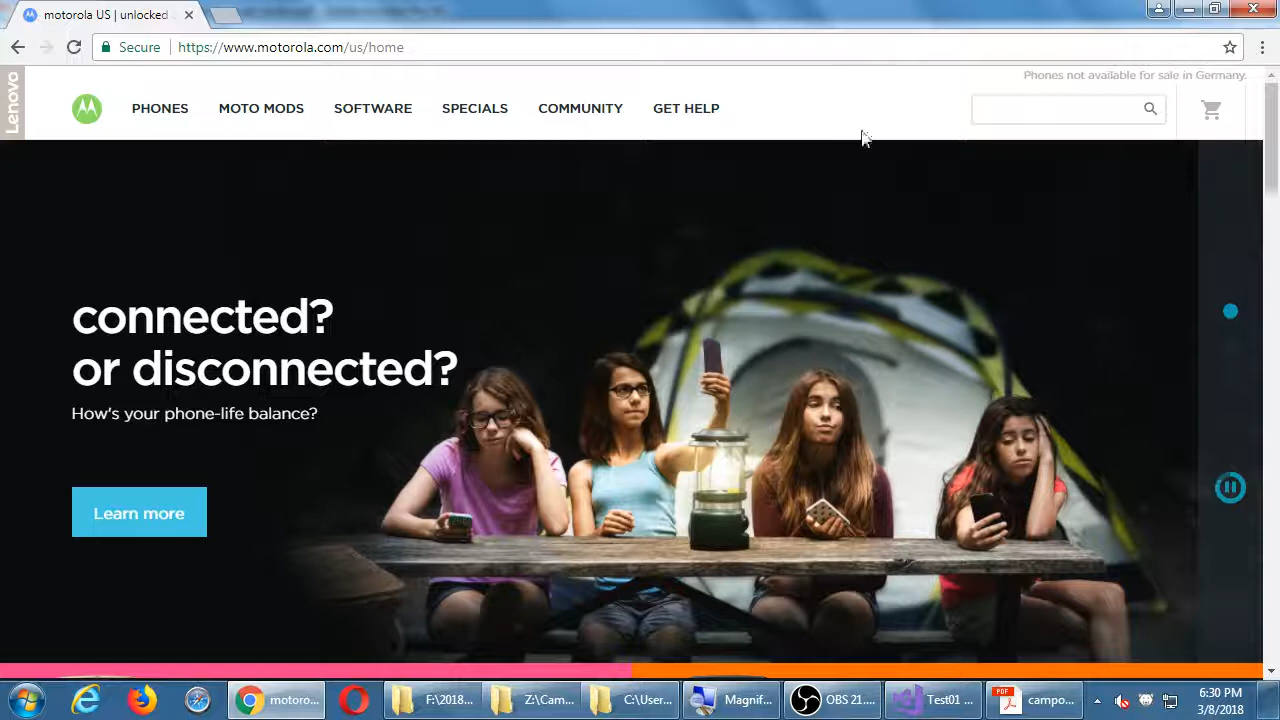 motorola US | unlocked
Secure
https://www.motorola.com/us/home
Lenovo
Phones not available for sale in Germany.
PHONES
MOTO MODS
SOFTWARE
SPECIALS
COMMUNITY
GET HELP
connected?
or disconnected?
How's your phone-life balance?
Learn more
motoro...
F:\2018...
Z:\Cam...
C:\User...
Magnif...
OBS 21....
Test01 ...
PDF
campo...
6:30 PM
3/8/2018